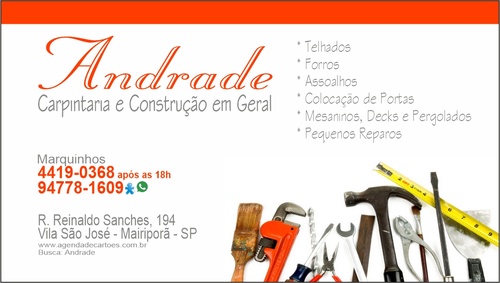 Andrade
Carpintaria e Construção em Geral
* Telhados
* Forros
* Assoalhos
* Colocação de Portas
* Mesaninos, Decks e Pergolados
* Pequenos Reparos
Marquinhos
4419-0368 após as 18h
94778-1609
R. Reinaldo Sanches, 194
Vila São José - Mairiporã - SP
www.agendadecartoes.com.br
Busca: Andrade